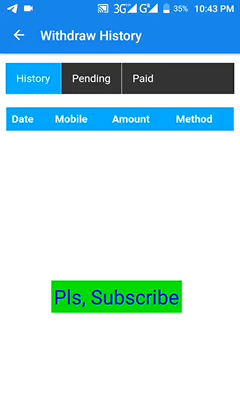 3G G 35% 10:43 PM
Withdraw History
History Pending Paid
Date Mobile Amount Method
Pls, Subscribe